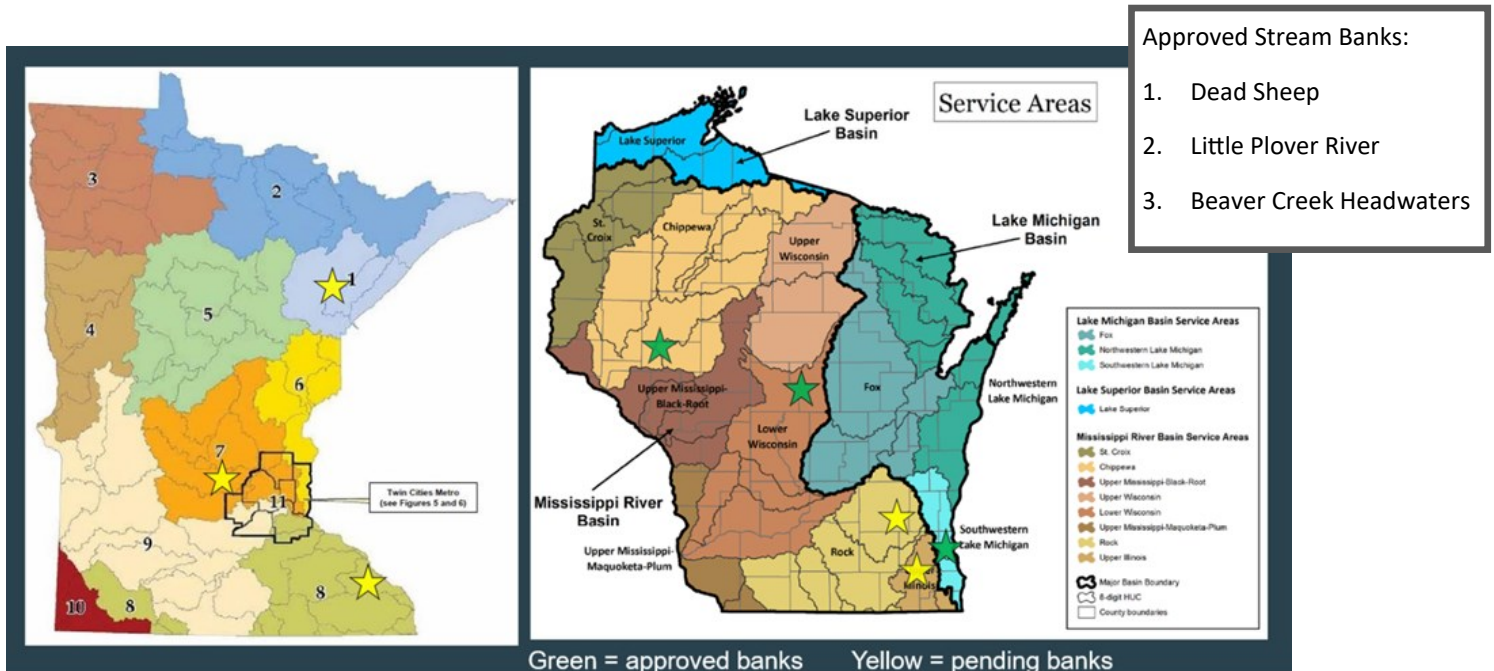 Approved Stream Banks:
1. Dead Sheep
2. Little Plover River
3. Beaver Creek Headwaters
3
2
1
4
5
6
7
11
Twin Cities Metro
(see Figures 5 and 6)
9
8
8
10
Service Areas
Lake Superior
Basin
Lake Superior
St.
Croix
Chippewa
Upper
Wisconsin
Lake Michigan
Basin
Upper Mississippi-
Black-Root
Fox
Northwestern
Lake Michigan
Lower
Wisconsin
Mississippi River
Basin
Upper Mississippi-
Maquoketa-Plum
Rock
Southwestern
Lake Michigan
Illinois
Lake Michigan Basin Service Areas
Fox
Northwestern Lake Michigan
Southwestern Lake Michigan
Lake Superior Basin Service Areas
Lake Superior
Mississippi River Basin Service Areas
St. Croix
Chippewa
Upper Mississippi-Black-Root
Upper Wisconsin
Lower Wisconsin
Upper Mississippi-Maquoketa-Plum
Rock
Upper Illinois
Major Basin Boundary
8-digit HUC
County boundaries
Green = approved banks Yellow = pending banks